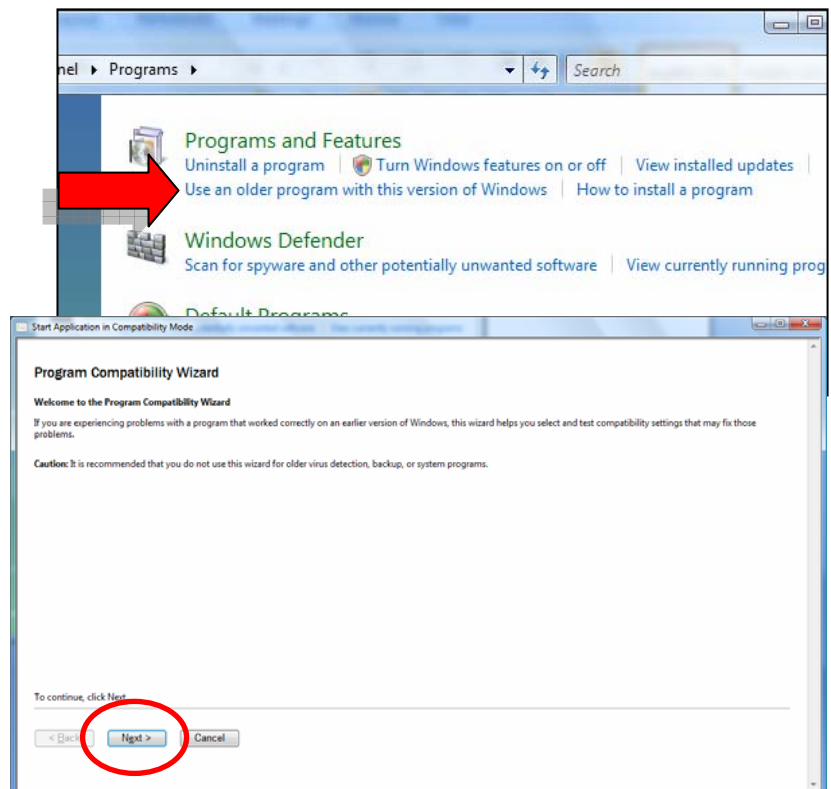 nel ▸ Programs ▸
Search
Programs and Features
Uninstall a program | Turn Windows features on or off | View installed updates |
Use an older program with this version of Windows | How to install a program
Windows Defender
Scan for spyware and other potentially unwanted software | View currently running prog
Default Programs
Start Application in Compatibility Mode
Program Compatibility Wizard
Welcome to the Program Compatibility Wizard
If you are experiencing problems with a program that worked correctly on an earlier version of Windows, this wizard helps you select and test compatibility settings that may fix those
problems.
Caution: It is recommended that you do not use this wizard for older virus detection, backup, or system programs.
To continue, click Next.
< Back
Next >
Cancel